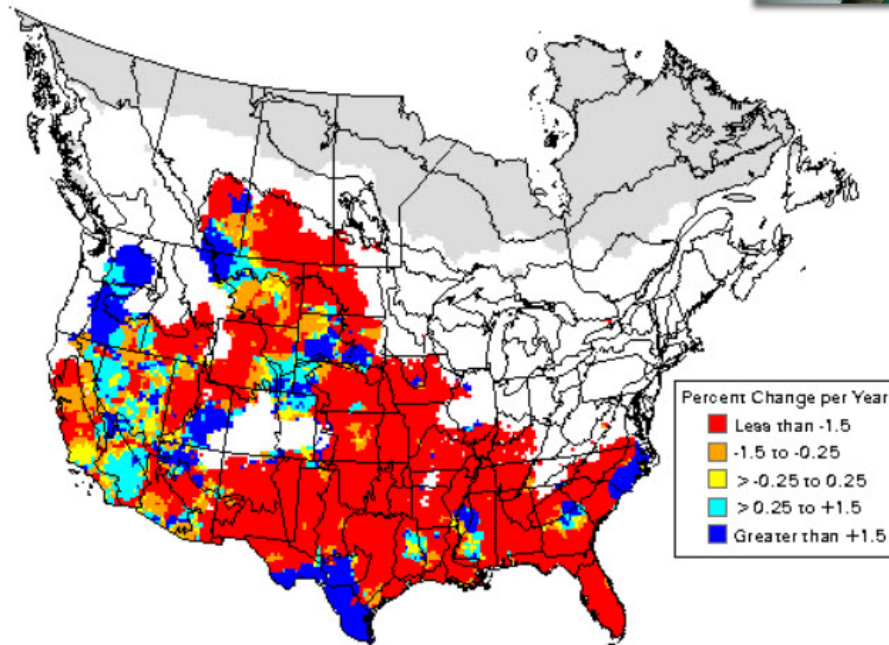 Percent Change per Year
Less than -1.5
-1.5 to -0.25
> -0.25 to 0.25
> 0.25 to +1.5
Greater than +1.5